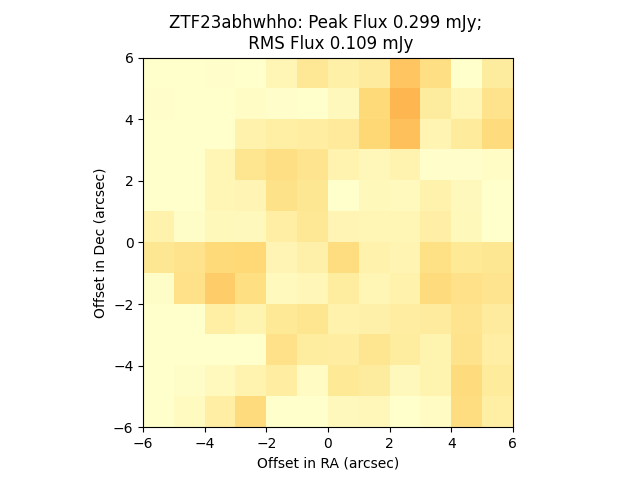 ZTF23abhwhho: Peak Flux 0.299 mJy;
RMS Flux 0.109 mJy
6
4
2
0
−2
−4
−6
Offset in Dec (arcsec)
−6 −4 −2 0 2 4 6
Offset in RA (arcsec)